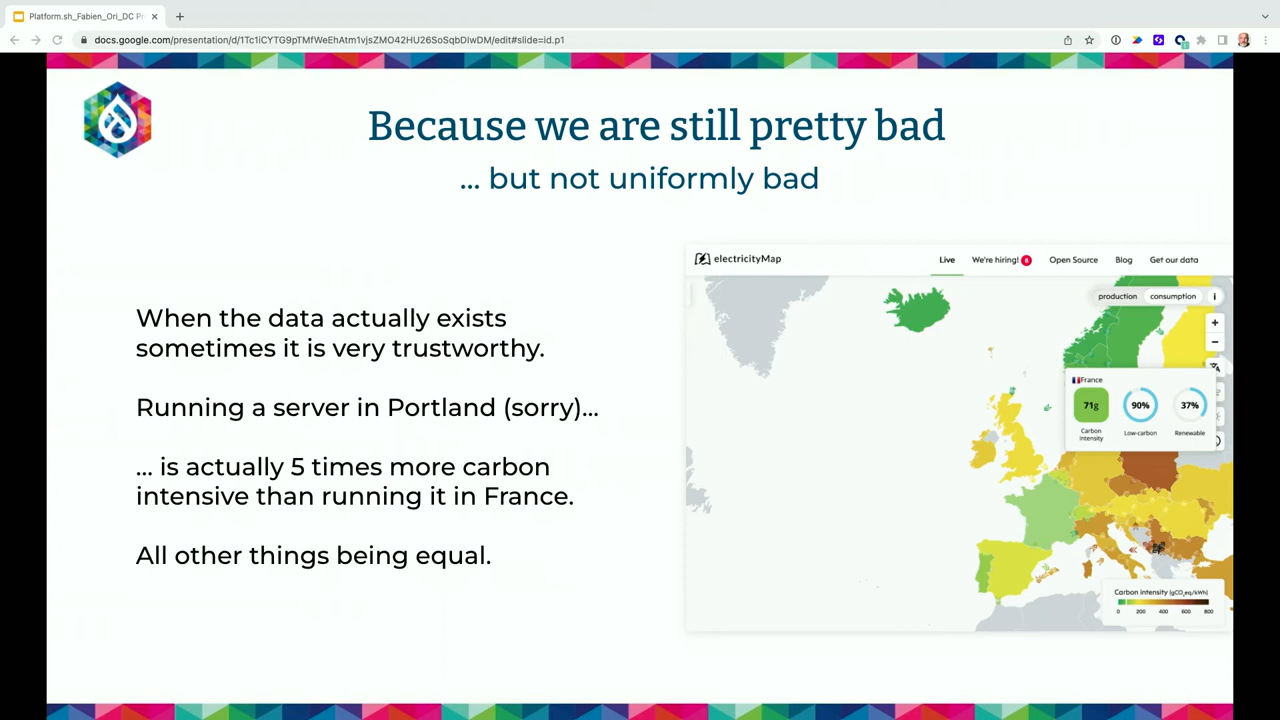 Platform.sh_Fabien_Ori_DC Pr
docs.google.com/presentation/d/1Tc1iCYTG9pTMfWeEhAtm1vjsZMO42HU26SoSqbDIwDM/edit#slide=id.p1
Because we are still pretty bad
... but not uniformly bad
When the data actually exists
sometimes it is very trustworthy.
Running a server in Portland (sorry)...
... is actually 5 times more carbon
intensive than running it in France.
All other things being equal.
electricityMap
Live We're hiring! 8 Open Source Blog Get our data
production consumption i
France
71g 90% 37%
Carbon
intensity
Low-carbon
Renewable
Carbon intensity (gCO₂eq/kWh)
0 200 400 600 800